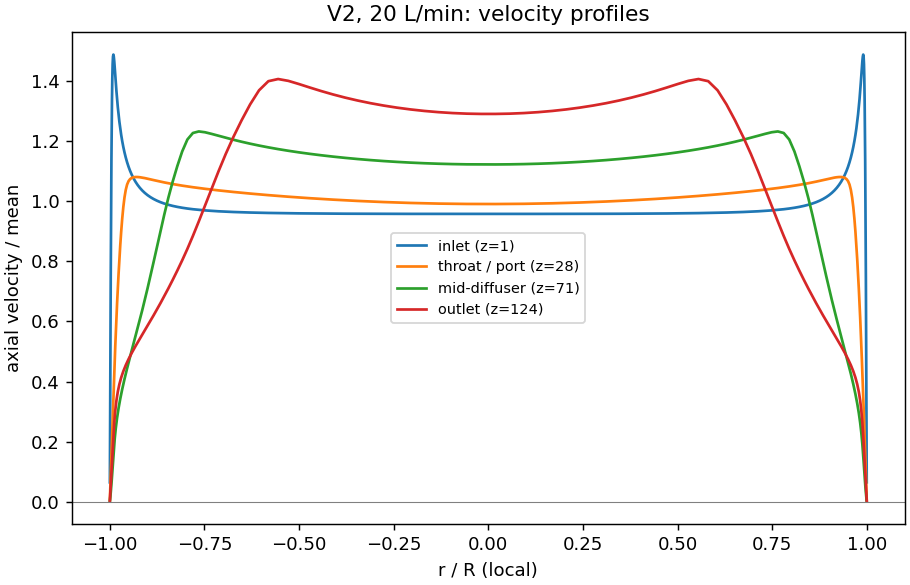 V2, 20 L/min: velocity profiles
axial velocity / mean
1.4
1.2
1.0
0.8
0.6
0.4
0.2
0.0
inlet (z=1)
throat / port (z=28)
mid-diffuser (z=71)
outlet (z=124)
−1.00 −0.75 −0.50 −0.25 0.00 0.25 0.50 0.75 1.00
r / R (local)